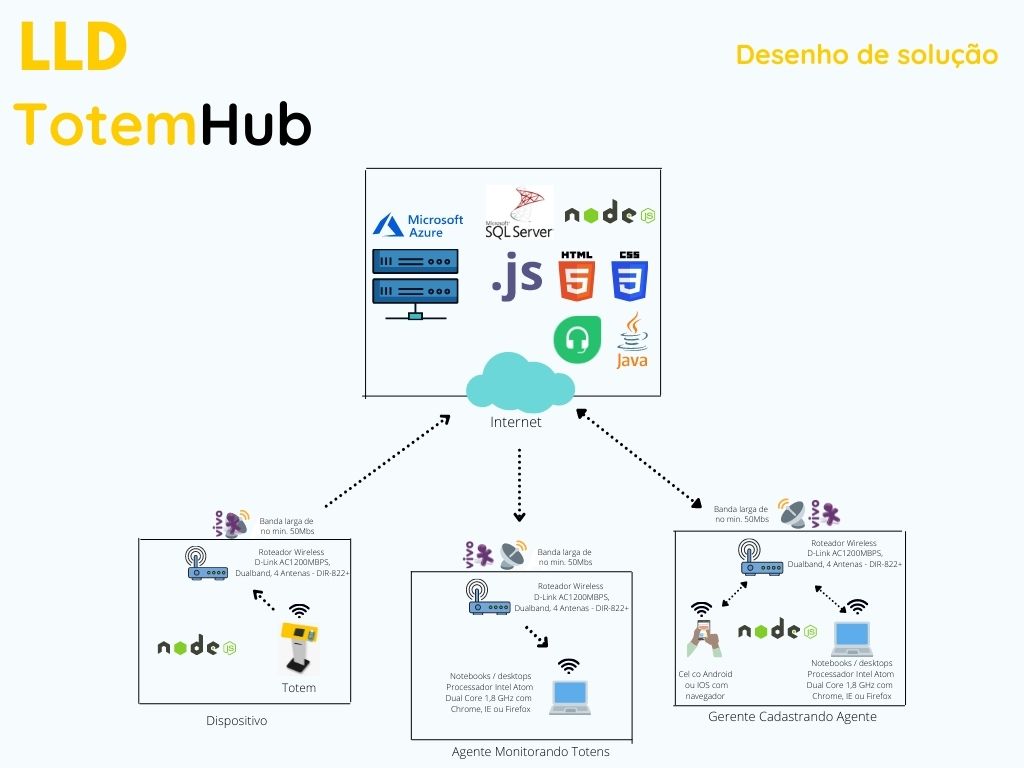 LLD
Desenho de solução
TotemHub
Microsoft
Azure
Microsoft
SQL Server
node
JS
.js
HTML
5
CSS
3
Java
Internet
vivo
Banda larga de
no min. 50Mbs
Roteador Wireless
D-Link AC1200MBPS,
Dualband, 4 Antenas - DIR-822+
node
JS
Totem
Dispositivo
vivo
Banda larga de
no min. 50Mbs
Roteador Wireless
D-Link AC1200MBPS,
Dualband, 4 Antenas - DIR-822+
Notebooks / desktops
Processador Intel Atom
Dual Core 1,8 GHz com
Chrome, IE ou Firefox
Agente Monitorando Totens
Banda larga de
no min. 50Mbs
vivo
Roteador Wireless
D-Link AC1200MBPS,
Dualband, 4 Antenas - DIR-822+
node
JS
Cel co Android
ou IOS com
navegador
Notebooks / desktops
Processador Intel Atom
Dual Core 1,8 GHz com
Chrome, IE ou Firefox
Gerente Cadastrando Agente